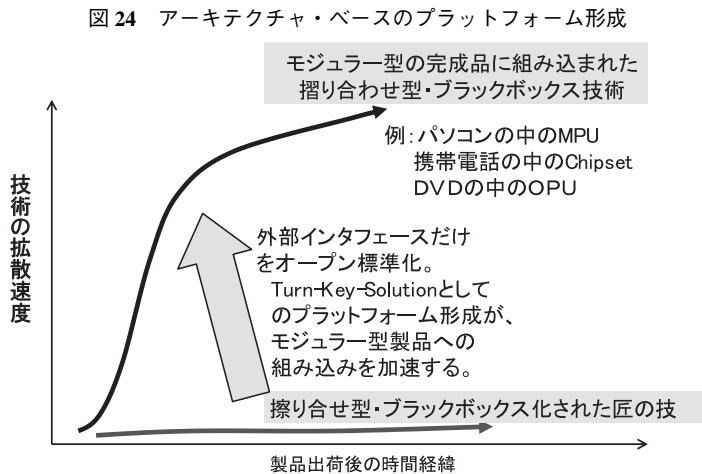 図24 アーキテクチャ・ベースのプラットフォーム形成
モジュラー型の完成品に組み込まれた
摺り合わせ型･ブラックボックス技術
例：パソコンの中のMPU
携帯電話の中のChipset
DVDの中のOPU
技術の拡散速度
外部インタフェースだけ
をオープン標準化。
Turn-Key-Solutionとして
のプラットフォーム形成が、
モジュラー型製品への
組み込みを加速する。
擦り合せ型･ブラックボックス化された匠の技
製品出荷後の時間経緯